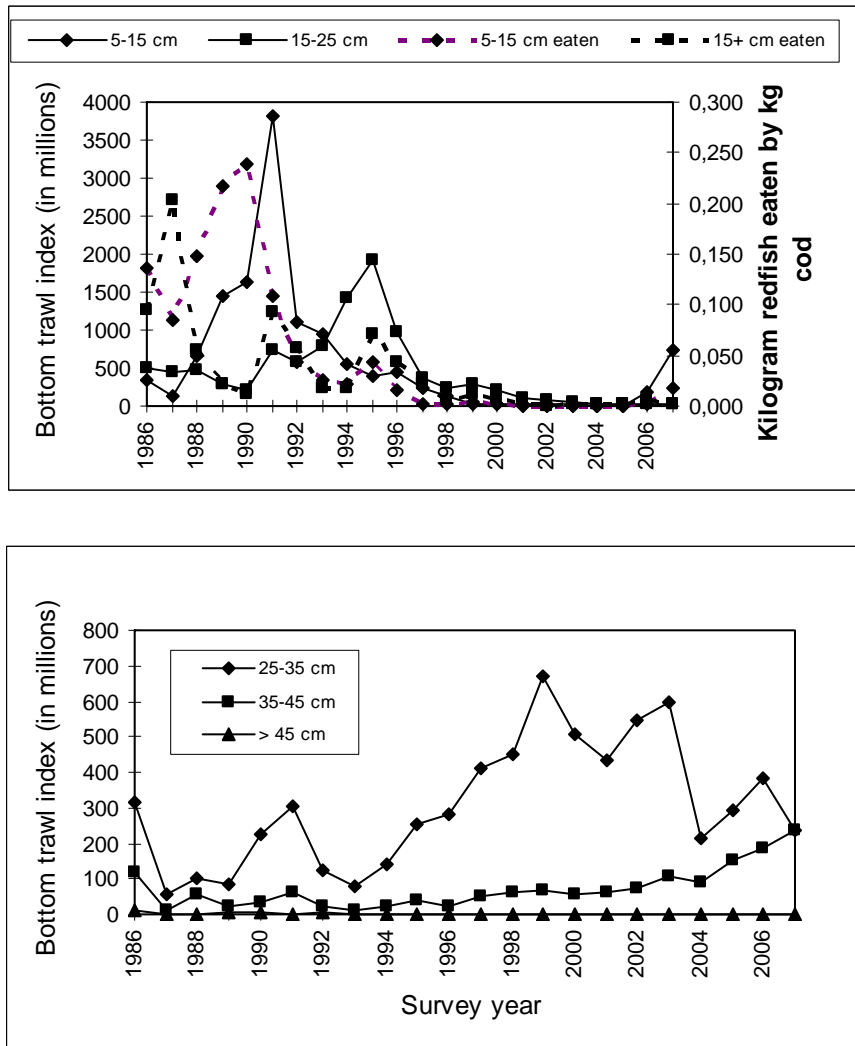 5-15 cm 15-25 cm 5-15 cm eaten 15+ cm eaten
Bottom trawl index (in millions)
4000
3500
3000
2500
2000
1500
1000
500
0
0,300
0,250
0,200
0,150
0,100
0,050
0,000
Kilogram redfish eaten by kg
cod
1986 1988 1990 1992 1994 1996 1998 2000 2002 2004 2006
Bottom trawl index (in millions)
800
700
600
500
400
300
200
100
0
25-35 cm
35-45 cm
> 45 cm
1986 1988 1990 1992 1994 1996 1998 2000 2002 2004 2006
Survey year